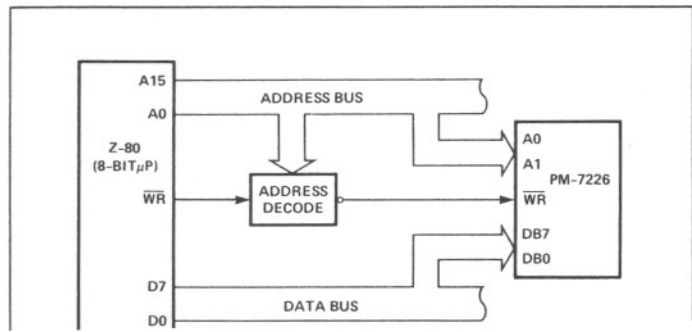 A15
ADDRESS BUS
A0
Z-80
(8-BITμP)
WR
ADDRESS
DECODE
D7
DATA BUS
D0
A0
A1
PM-7226
WR
DB7
DB0